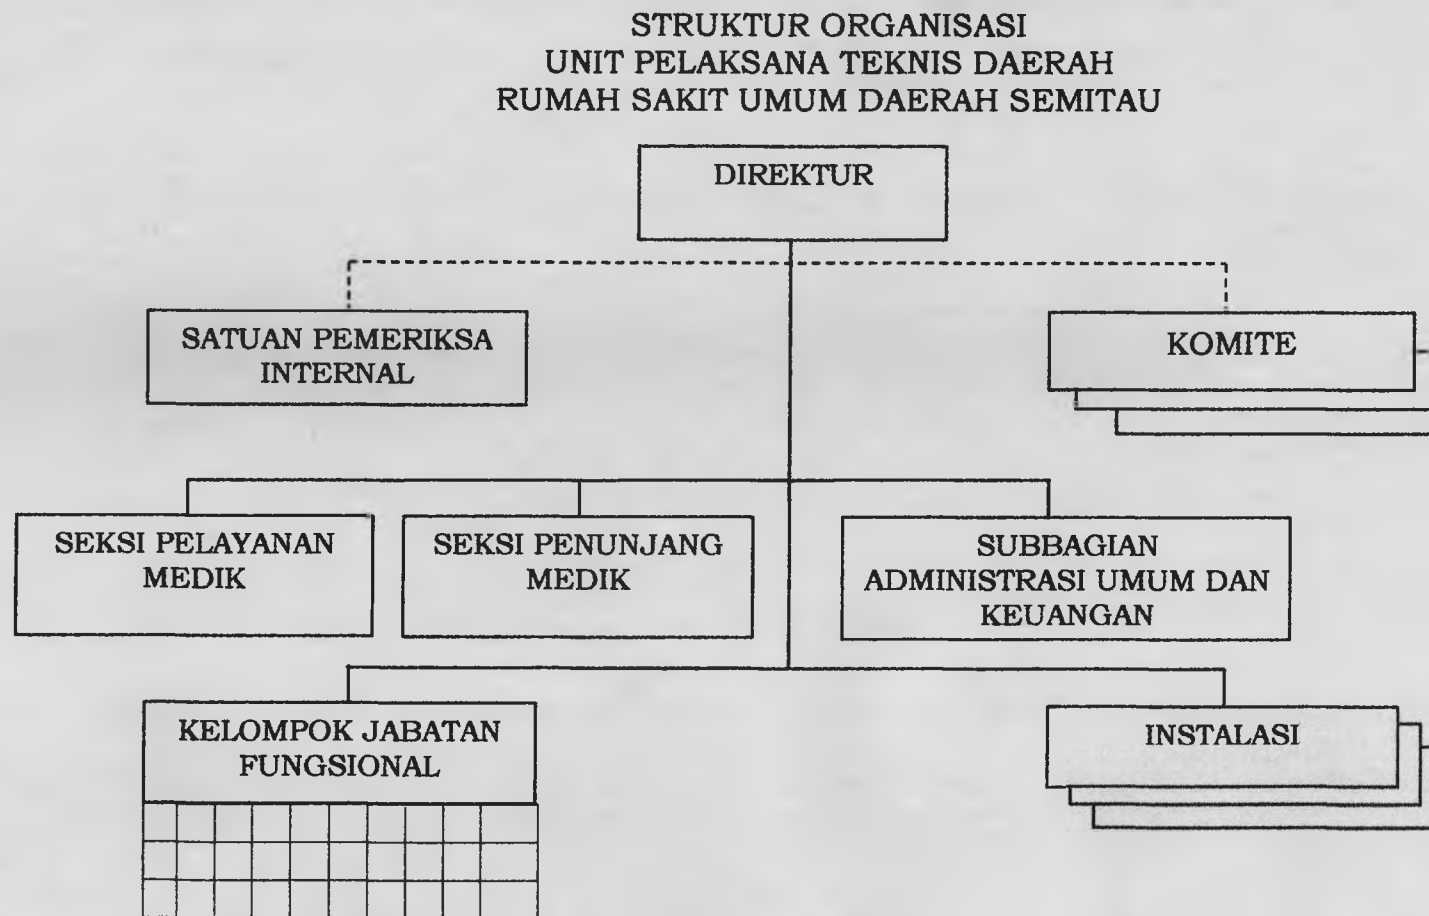 STRUKTUR ORGANISASI
UNIT PELAKSANA TEKNIS DAERAH
RUMAH SAKIT UMUM DAERAH SEMITAU
DIREKTUR
SATUAN PEMERIKSA
INTERNAL
KOMITE
SEKSI PELAYANAN
MEDIK
SEKSI PENUNJANG
MEDIK
SUBBAGIAN
ADMINISTRASI UMUM DAN
KEUANGAN
KELOMPOK JABATAN
FUNGSIONAL
INSTALASI